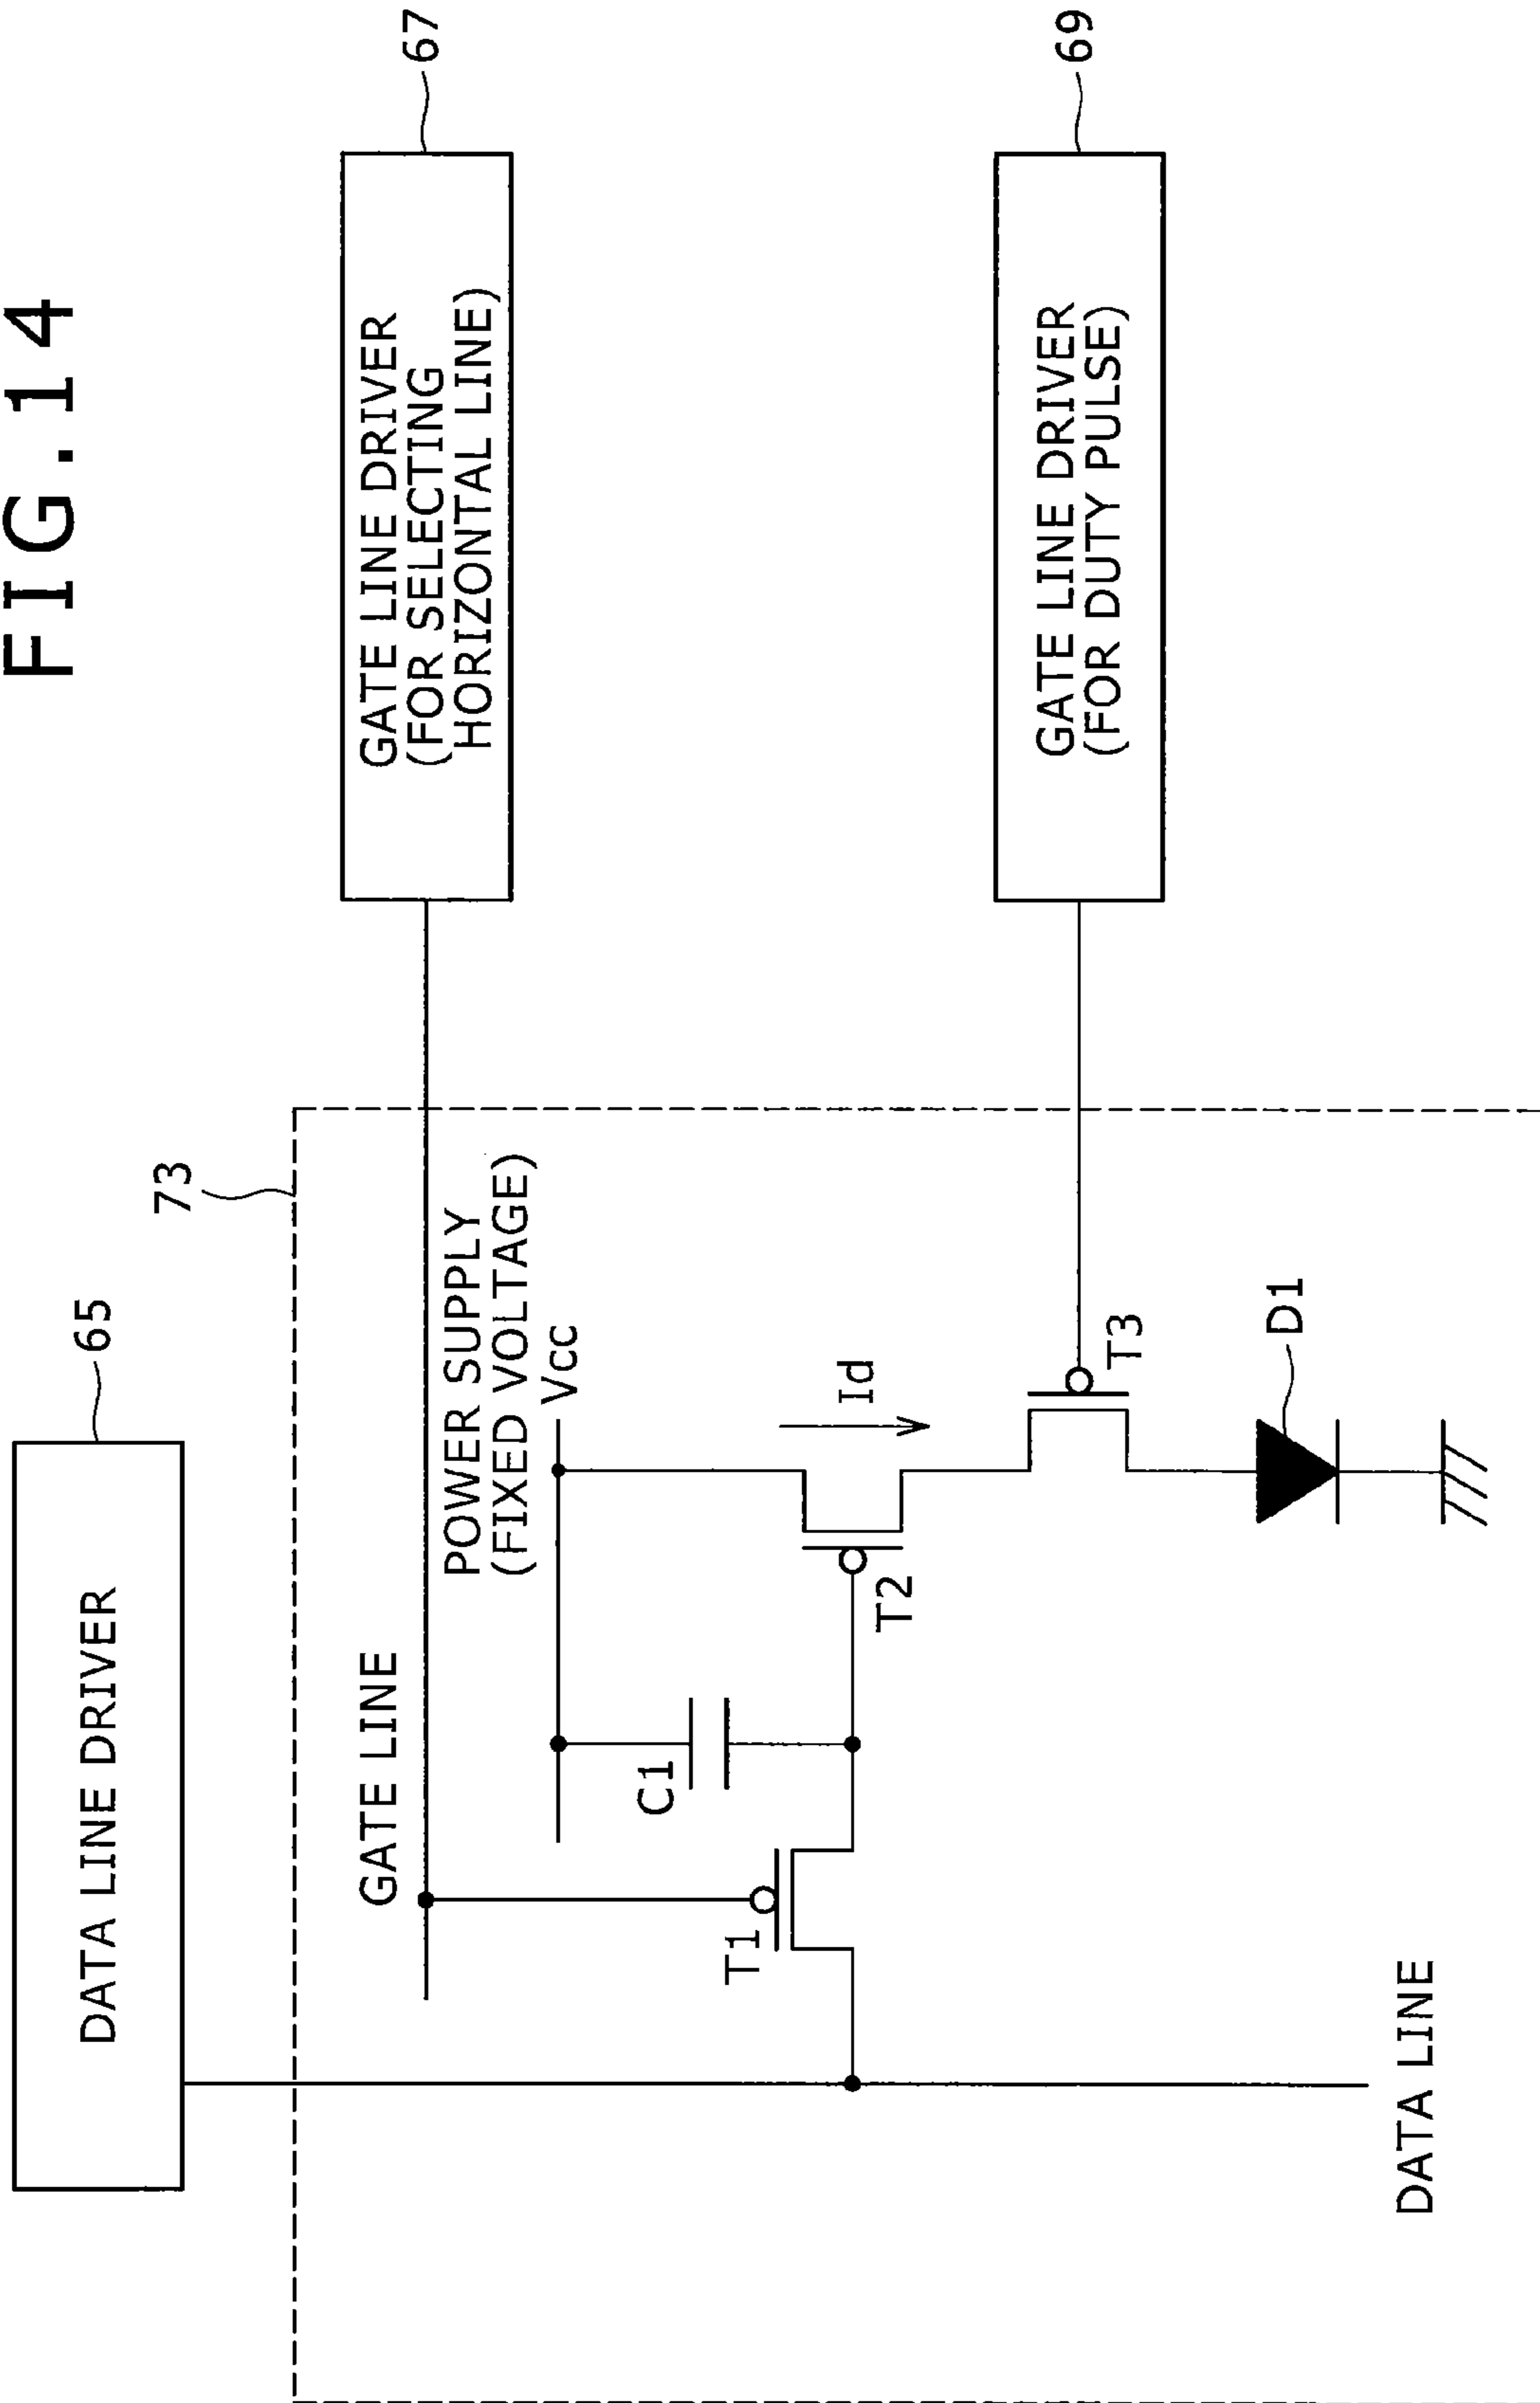 FIG.14
65
DATA LINE DRIVER
73
67
GATE LINE
GATE LINE DRIVER
(FOR SELECTING
HORIZONTAL LINE)
POWER SUPPLY
(FIXED VOLTAGE)
Vcc
C1
T1
Id
T2
69
GATE LINE DRIVER
(FOR DUTY PULSE)
T3
D1
DATA LINE